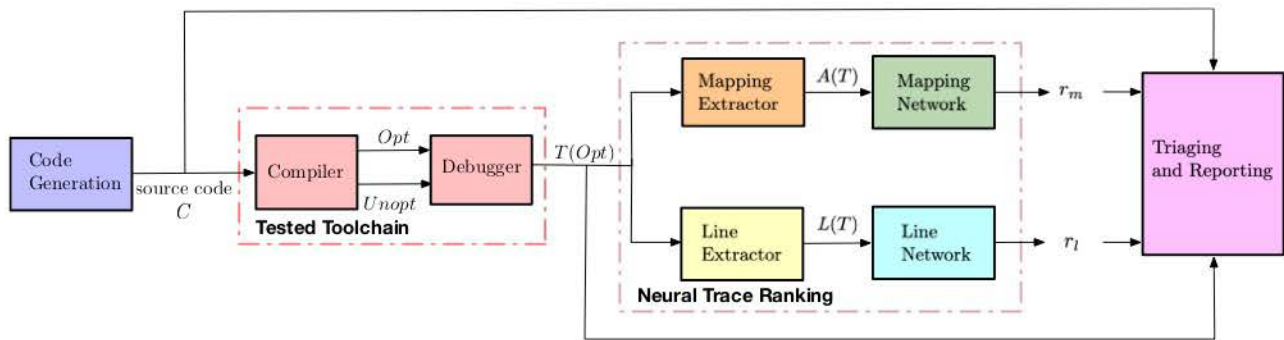 Code
Generation
source code
C
Compiler
Opt
Unopt
Debugger
Tested Toolchain
T(Opt)
Mapping
Extractor
A(T)
Mapping
Network
r_m
Line
Extractor
L(T)
Line
Network
r_l
Neural Trace Ranking
Triaging
and Reporting